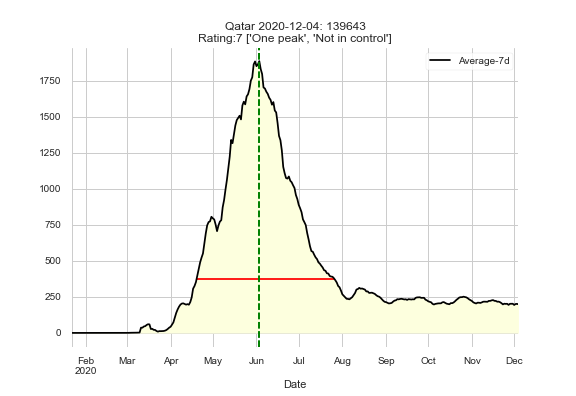 Qatar 2020-12-04: 139643
Rating:7 ['One peak', 'Not in control']
Average-7d
1750
1500
1250
1000
750
500
250
0
Feb Mar Apr May Jun Jul Aug Sep Oct Nov Dec
2020
Date